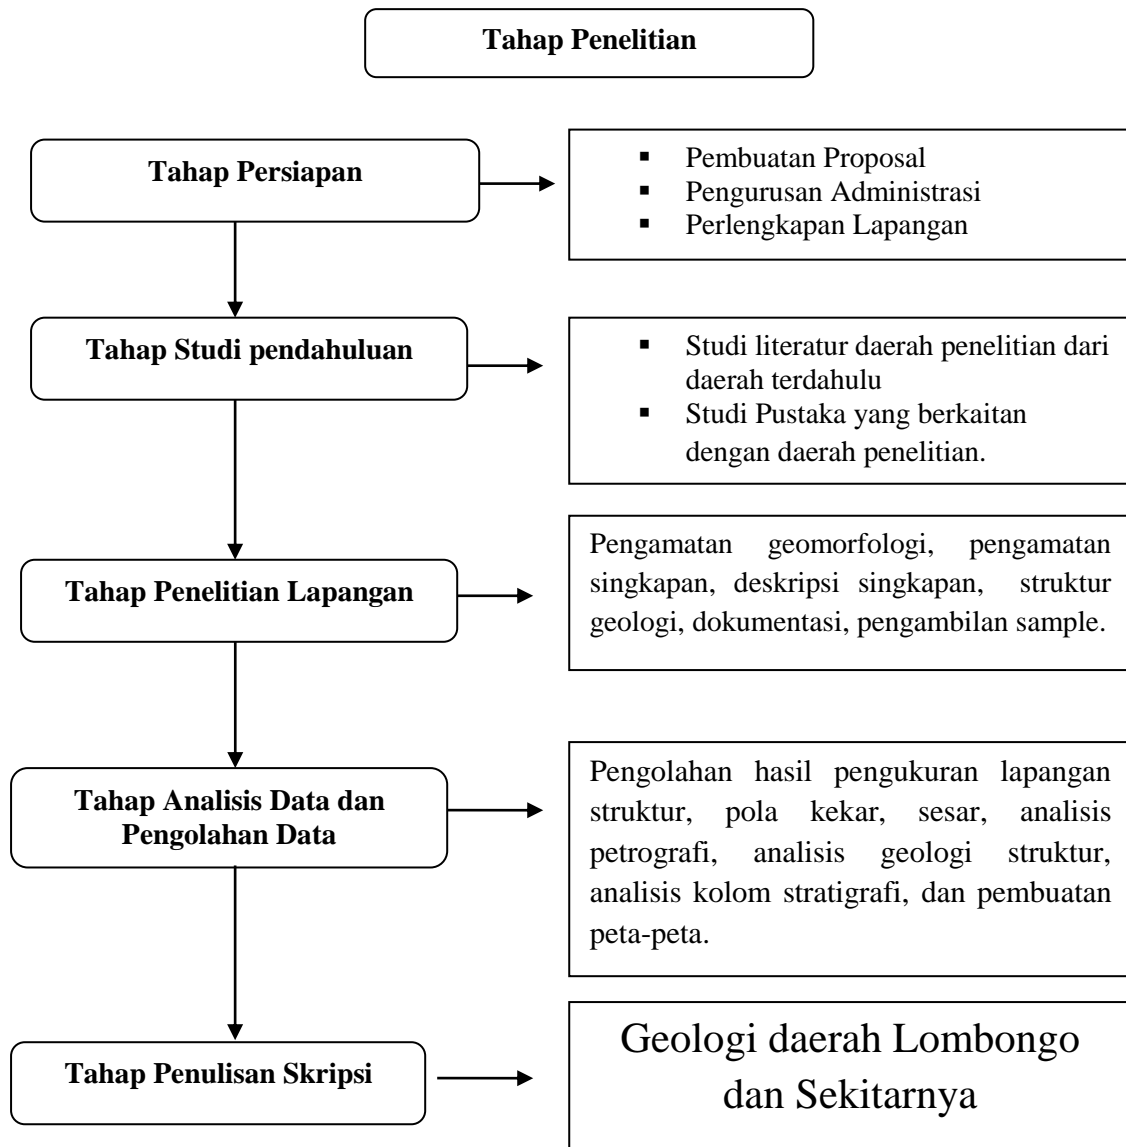 Tahap Penelitian
Tahap Persiapan
▪ Pembuatan Proposal
▪ Pengurusan Administrasi
▪ Perlengkapan Lapangan
Tahap Studi pendahuluan
▪ Studi literatur daerah penelitian dari
daerah terdahulu
▪ Studi Pustaka yang berkaitan
dengan daerah penelitian.
Tahap Penelitian Lapangan
Pengamatan geomorfologi, pengamatan
singkapan, deskripsi singkapan, struktur
geologi, dokumentasi, pengambilan sample.
Tahap Analisis Data dan
Pengolahan Data
Pengolahan hasil pengukuran lapangan
struktur, pola kekar, sesar, analisis
petrografi, analisis geologi struktur,
analisis kolom stratigrafi, dan pembuatan
peta-peta.
Tahap Penulisan Skripsi
Geologi daerah Lombongo
dan Sekitarnya